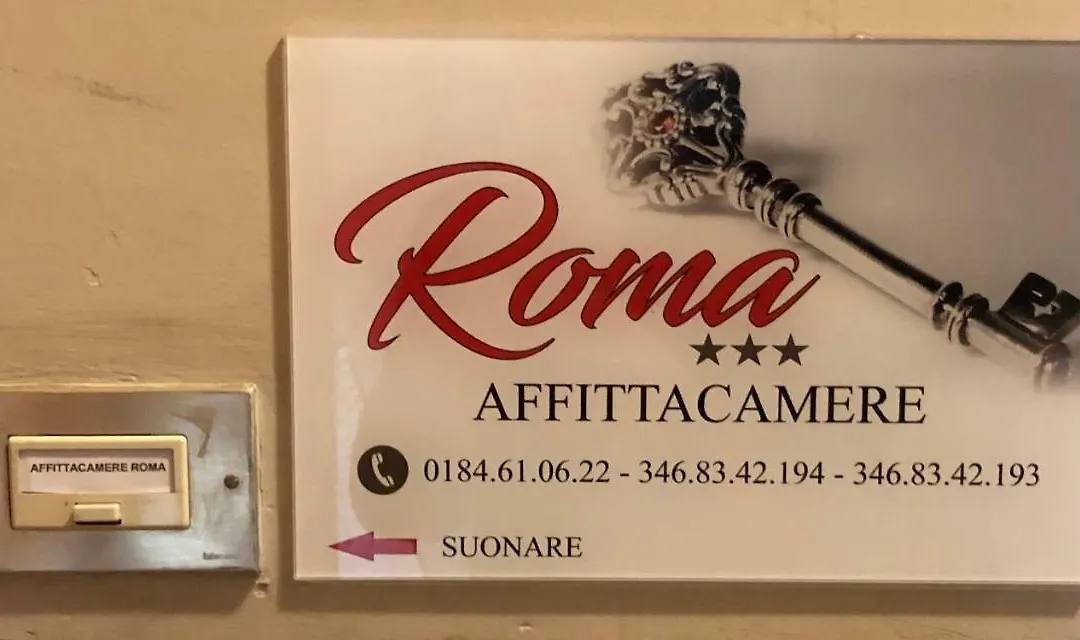 Roma
★★★
AFFITTACAMERE
0184.61.06.22 - 346.83.42.194 - 346.83.42.193
SUONARE
AFFITTACAMERE ROMA